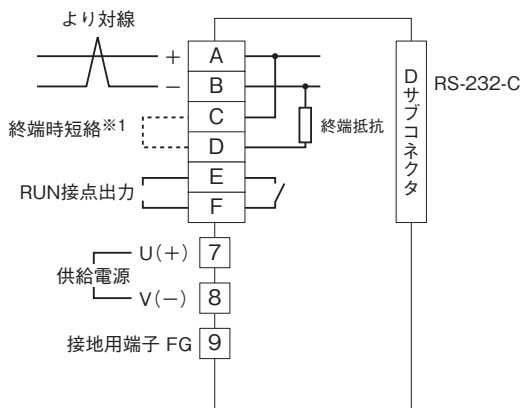 より対線
+
−
A
B
C
D
E
F
終端時短絡※1
終端抵抗
RUN接点出力
Dサブコネクタ
RS-232-C
供給電源
U(+)
7
V(−)
8
接地用端子 FG
9